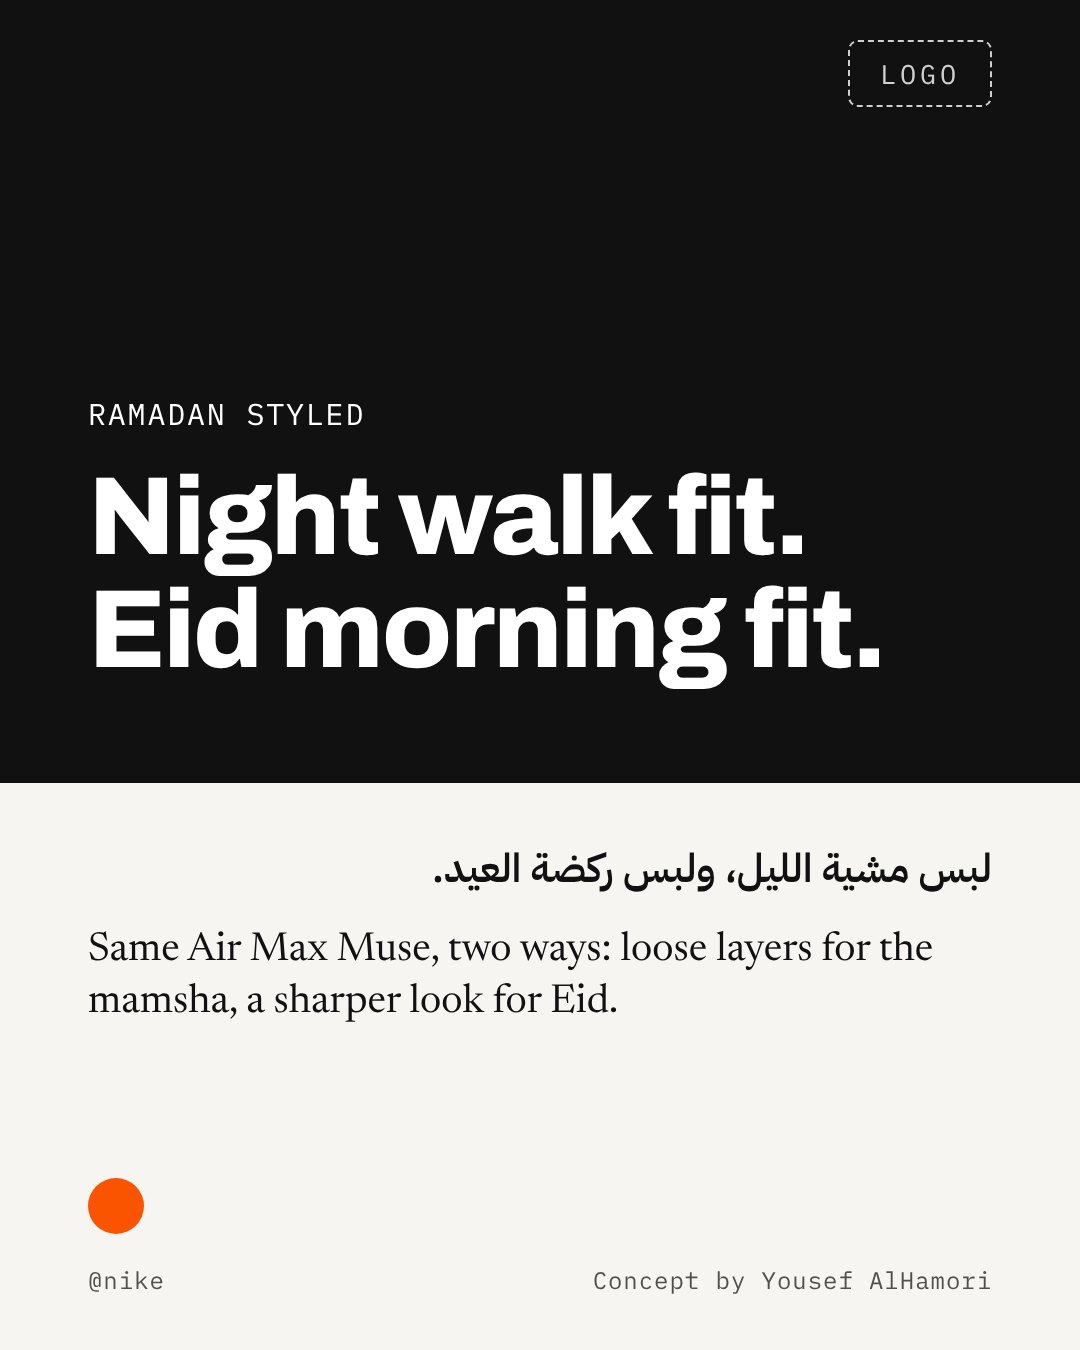 LOGO
RAMADAN STYLED
Night walk fit.
Eid morning fit.
لبس مشية الليل، ولبس ركضة العيد.
Same Air Max Muse, two ways: loose layers for the
mamsha, a sharper look for Eid.
@nike
Concept by Yousef AlHamori